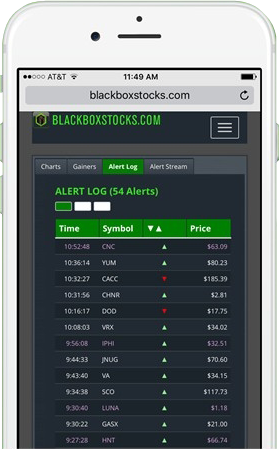 AT&T 11:49 AM
blackboxstocks.com
BLACKBOXSTOCKS.COM
Charts Gainers Alert Log Alert Stream
ALERT LOG (54 Alerts)
Time Symbol ▼▲ Price
10:52:48 CNC ▲ $63.09
10:36:14 YUM ▲ $80.23
10:32:27 CACC ▼ $185.39
10:31:56 CHNR ▲ $2.81
10:16:17 DOD ▼ $17.75
10:08:03 VRX ▲ $34.02
9:56:08 IPHI ▲ $32.51
9:44:33 JNUG ▲ $70.60
9:43:40 VA ▲ $34.15
9:34:38 SCO ▲ $117.73
9:30:40 LUNA ▲ $1.18
9:30:22 GASX ▲ $21.00
9:27:28 HNT ▲ $66.74